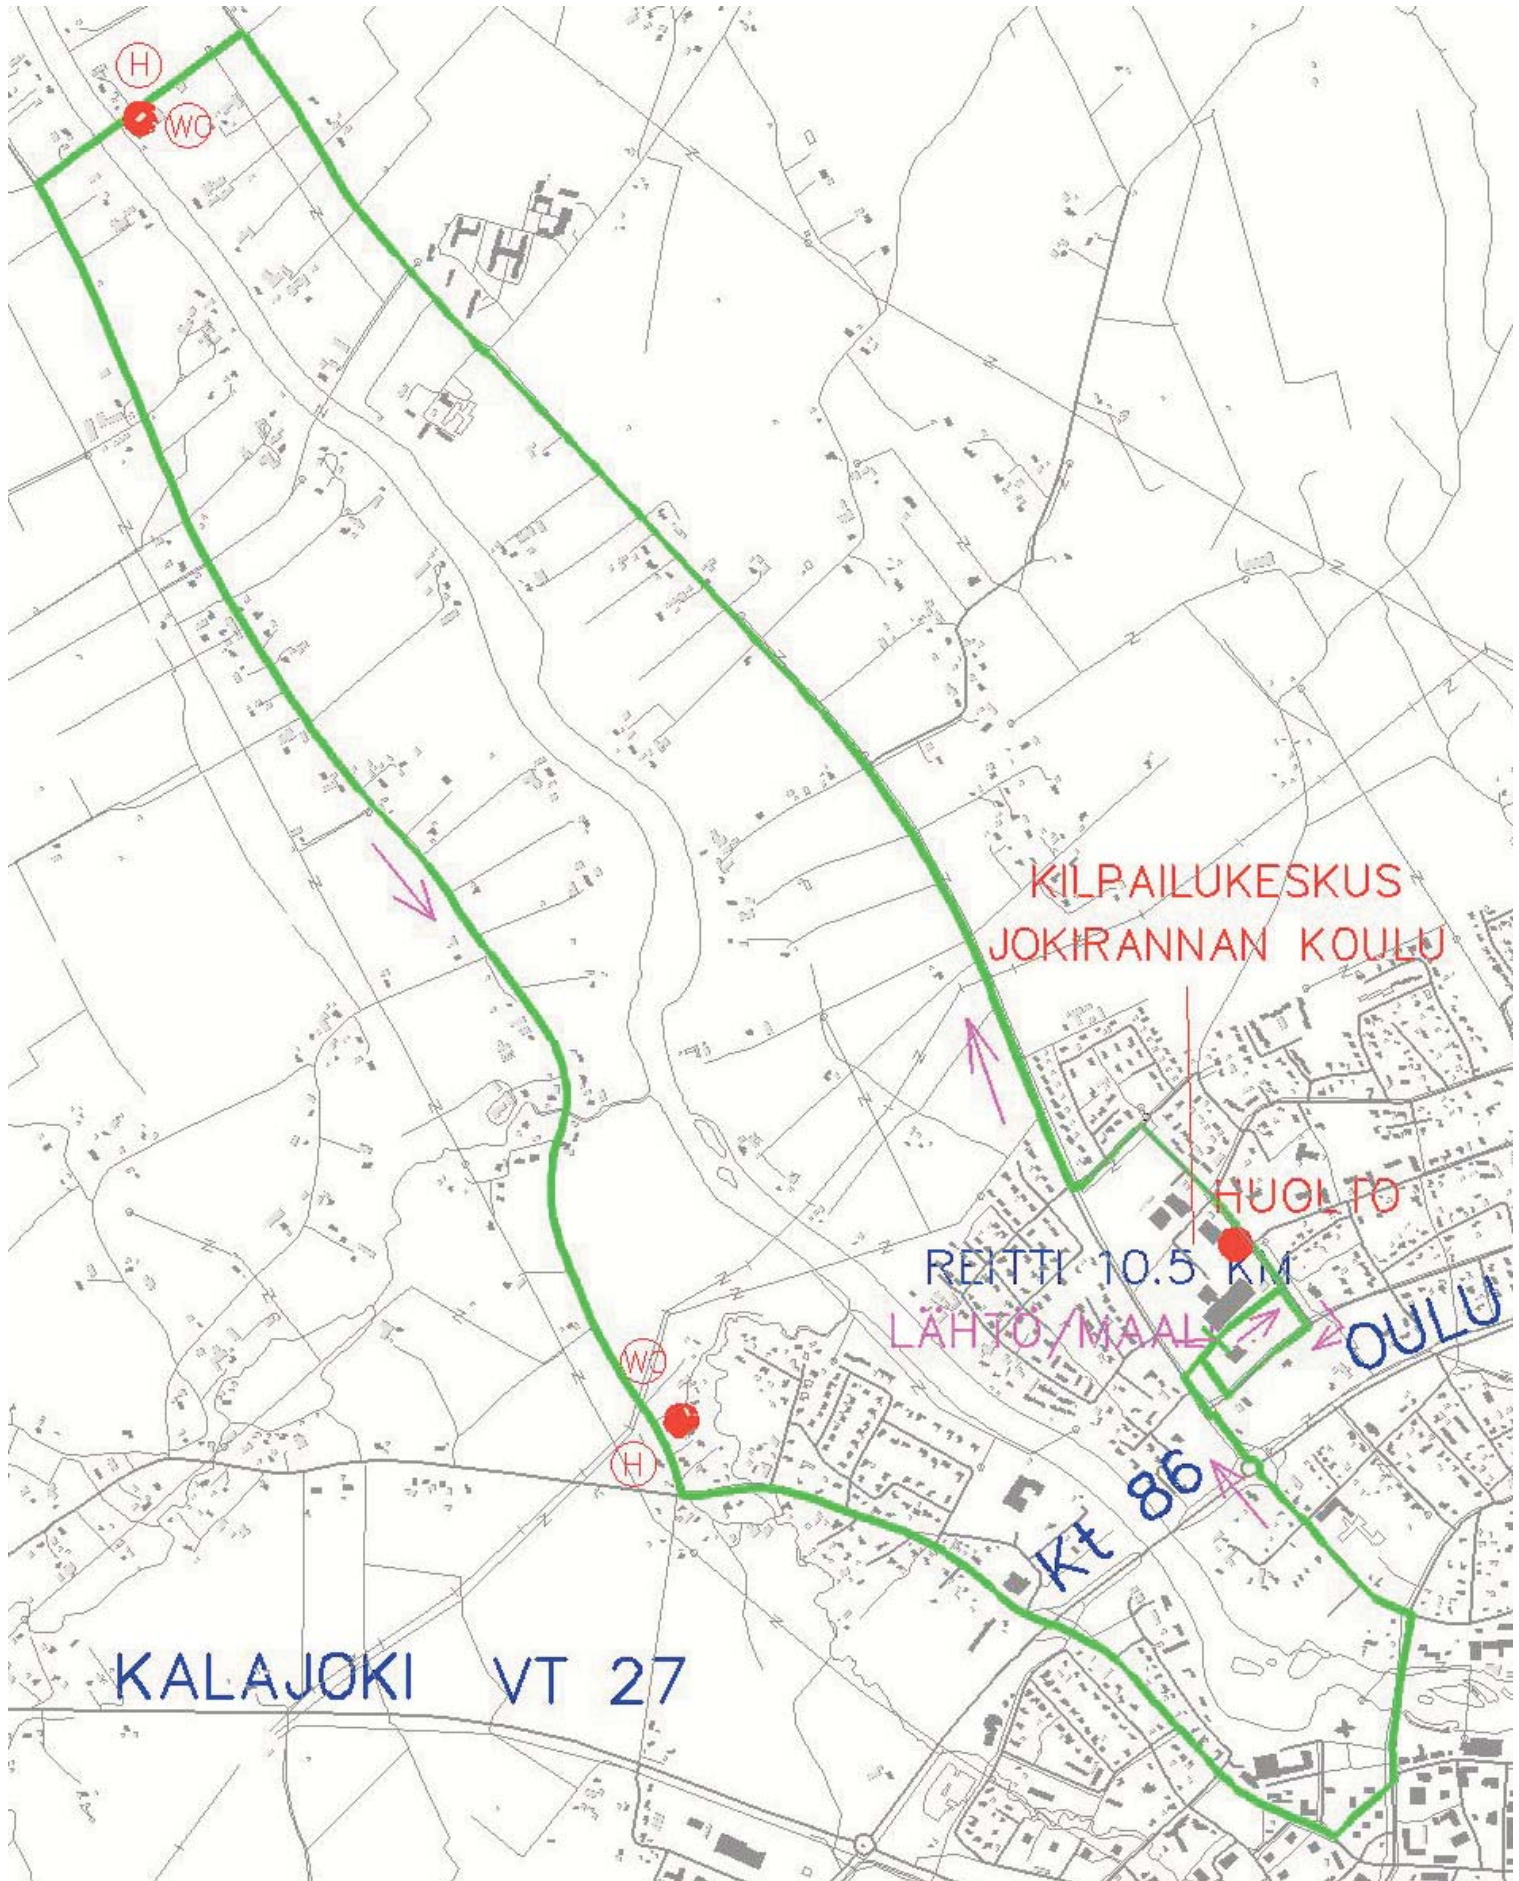 H
WC
KILPAILUKESKUS
JOKIRANNAN KOULU
HUOLTO
REITTI 10.5 KM
LÄHTÖ/MAALI
OULU
WC
H
Kt 86
KALAJOKI VT 27